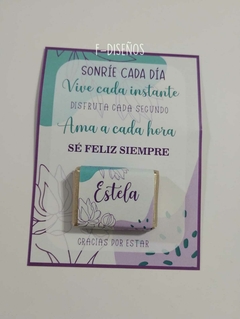 F-DISEÑOS
SONRÍE CADA DÍA
Vive cada instante
DISFRUTA CADA SEGUNDO
Ama a cada hora
SÉ FELIZ SIEMPRE
Estela
GRACIAS POR ESTAR